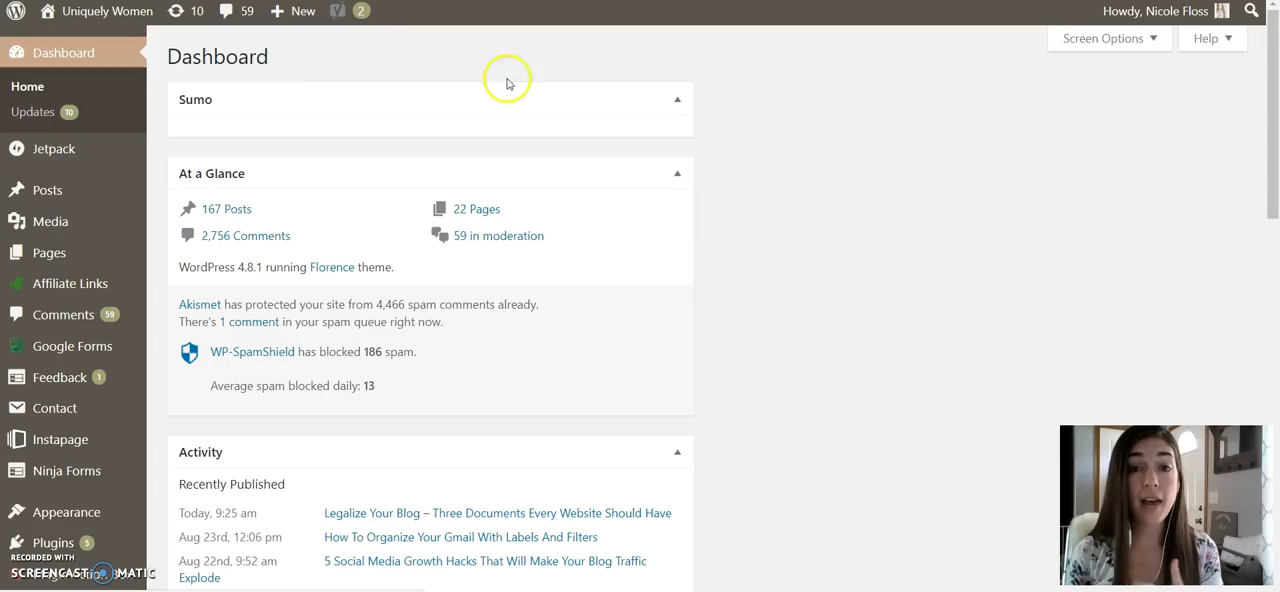 Uniquely Women
10
59
New
2
Howdy, Nicole Floss
Dashboard
Home
Updates 10
Jetpack
Posts
Media
Pages
Affiliate Links
Comments 59
Google Forms
Feedback 1
Contact
Instapage
Ninja Forms
Appearance
Plugins 5
RECORDED WITH
SCREENCAST MATIC
Dashboard
Screen Options
Help
Sumo
At a Glance
167 Posts
22 Pages
2,756 Comments
59 in moderation
WordPress 4.8.1 running Florence theme.
Akismet has protected your site from 4,466 spam comments already.
There's 1 comment in your spam queue right now.
WP-SpamShield has blocked 186 spam.
Average spam blocked daily: 13
Activity
Recently Published
Today, 9:25 am
Legalize Your Blog – Three Documents Every Website Should Have
Aug 23rd, 12:06 pm
How To Organize Your Gmail With Labels And Filters
Aug 22nd, 9:52 am
5 Social Media Growth Hacks That Will Make Your Blog Traffic
Explode